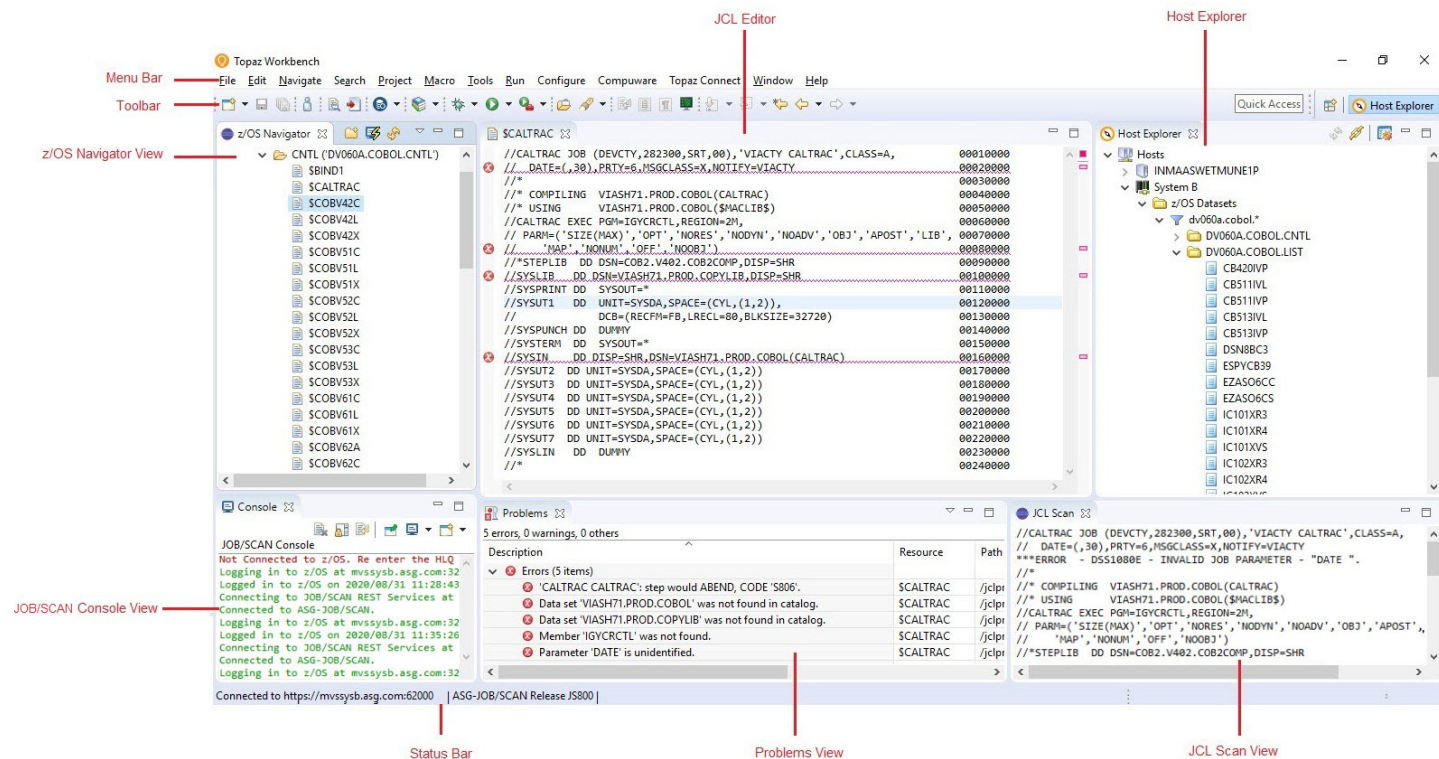 JCL Editor
Host Explorer
Menu Bar
Toolbar
z/OS Navigator View
JOB/SCAN Console View
Status Bar
Problems View
JCL Scan View
Topaz Workbench
File Edit Navigate Search Project Macro Tools Run Configure Compuware Topaz Connect Window Help
Quick Access
Host Explorer
z/OS Navigator
CNTL ('DV060A.COBOL.CNTL')
$BIND1
$CALTRAC
$COBV42C
$COBV42L
$COBV42X
$COBV51C
$COBV51L
$COBV51X
$COBV52C
$COBV52L
$COBV52X
$COBV53C
$COBV53L
$COBV53X
$COBV61C
$COBV61L
$COBV61X
$COBV62A
$COBV62C
$CALTRAC
//CALTRAC JOB (DEVCTY,282300,SRT,00),'VIACTY CALTRAC',CLASS=A, 00010000
// DATE=(,30),PRTY=6,MSGCLASS=X,NOTIFY=VIACTY 00020000
//* 00030000
//* COMPILING VIASH71.PROD.COBOL(CALTRAC) 00040000
//* USING VIASH71.PROD.COBOL($MACLIB$) 00050000
//CALTRAC EXEC PGM=IGYCRCTL,REGION=2M, 00060000
// PARM=('SIZE(MAX)','OPT','NORES','NODYN','NOADV','OBJ','APOST','LIB', 00070000
// 'MAP','NONUM','OFF','NOOBJ') 00080000
//*STEPLIB DD DSN=COB2.V402.COB2COMP,DISP=SHR 00090000
//SYSLIB DD DSN=VIASH71.PROD.COPYLIB,DISP=SHR 00100000
//SYSPRINT DD SYSOUT=* 00110000
//SYSUT1 DD UNIT=SYSDA,SPACE=(CYL,(1,2)), 00120000
// DCB=(RECFM=FB,LRECL=80,BLKSIZE=32720) 00130000
//SYSPUNCH DD DUMMY 00140000
//SYSTERM DD SYSOUT=* 00150000
//SYSIN DD DISP=SHR,DSN=VIASH71.PROD.COBOL(CALTRAC) 00160000
//SYSUT2 DD UNIT=SYSDA,SPACE=(CYL,(1,2)) 00170000
//SYSUT3 DD UNIT=SYSDA,SPACE=(CYL,(1,2)) 00180000
//SYSUT4 DD UNIT=SYSDA,SPACE=(CYL,(1,2)) 00190000
//SYSUT5 DD UNIT=SYSDA,SPACE=(CYL,(1,2)) 00200000
//SYSUT6 DD UNIT=SYSDA,SPACE=(CYL,(1,2)) 00210000
//SYSUT7 DD UNIT=SYSDA,SPACE=(CYL,(1,2)) 00220000
//SYSLIN DD DUMMY 00230000
//* 00240000
Host Explorer
Hosts
INMAASWETMUNE1P
System B
z/OS Datasets
dv060a.cobol.*
DV060A.COBOL.CNTL
DV060A.COBOL.LIST
CB420IVP
CB511IVL
CB511IVP
CB513IVL
CB513IVP
DSN8BC3
ESPYCB39
EZASO6CC
EZASO6CS
IC101XR3
IC101XR4
IC101XVS
IC102XR3
IC102XR4
Console
JOB/SCAN Console
Not Connected to z/OS. Re enter the HLQ
Logging in to z/OS at mvssysb.asg.com:32
Logged in to z/OS on 2020/08/31 11:28:43
Connecting to JOB/SCAN REST Services at
Connected to ASG-JOB/SCAN.
Logging in to z/OS at mvssysb.asg.com:32
Logged in to z/OS on 2020/08/31 11:35:26
Connecting to JOB/SCAN REST Services at
Connected to ASG-JOB/SCAN.
Logging in to z/OS at mvssysb.asg.com:32
Problems
5 errors, 0 warnings, 0 others
Description Resource Path
Errors (5 items)
'CALTRAC CALTRAC': step would ABEND, CODE 'S806'. $CALTRAC /jclpr
Data set 'VIASH71.PROD.COBOL' was not found in catalog. $CALTRAC /jclpr
Data set 'VIASH71.PROD.COPYLIB' was not found in catalog. $CALTRAC /jclpr
Member 'IGYCRCTL' was not found. $CALTRAC /jclpr
Parameter 'DATE' is unidentified. $CALTRAC /jclpr
JCL Scan
//CALTRAC JOB (DEVCTY,282300,SRT,00),'VIACTY CALTRAC',CLASS=A,
// DATE=(,30),PRTY=6,MSGCLASS=X,NOTIFY=VIACTY
***ERROR - DSS1080E - INVALID JOB PARAMETER - "DATE ".
//*
//* COMPILING VIASH71.PROD.COBOL(CALTRAC)
//* USING VIASH71.PROD.COBOL($MACLIB$)
//CALTRAC EXEC PGM=IGYCRCTL,REGION=2M,
// PARM=('SIZE(MAX)','OPT','NORES','NODYN','NOADV','OBJ','APOST',
// 'MAP','NONUM','OFF','NOOBJ')
//*STEPLIB DD DSN=COB2.V402.COB2COMP,DISP=SHR
Connected to https://mvssysb.asg.com:62000 | ASG-JOB/SCAN Release JS800 |